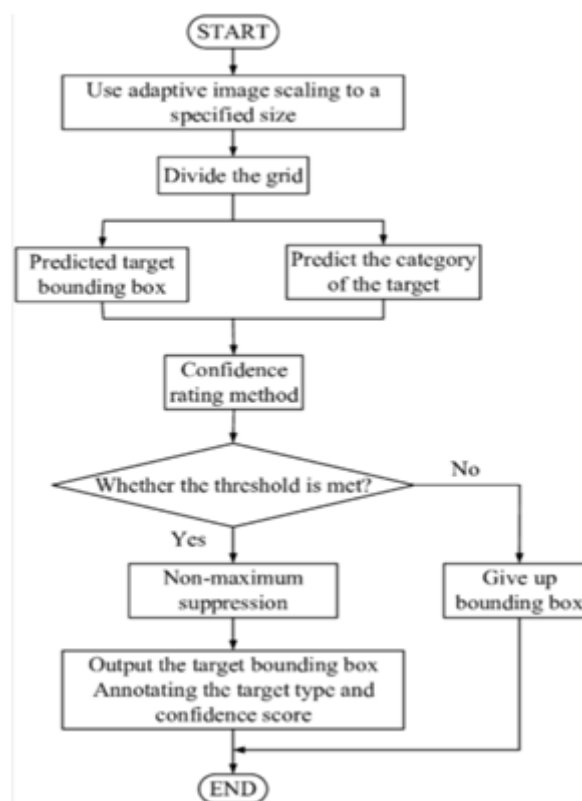 START
Use adaptive image scaling to a
specified size
Divide the grid
Predicted target
bounding box
Predict the category
of the target
Confidence
rating method
Whether the threshold is met?
No
Yes
Non-maximum
suppression
Give up
bounding box
Output the target bounding box
Annotating the target type and
confidence score
END